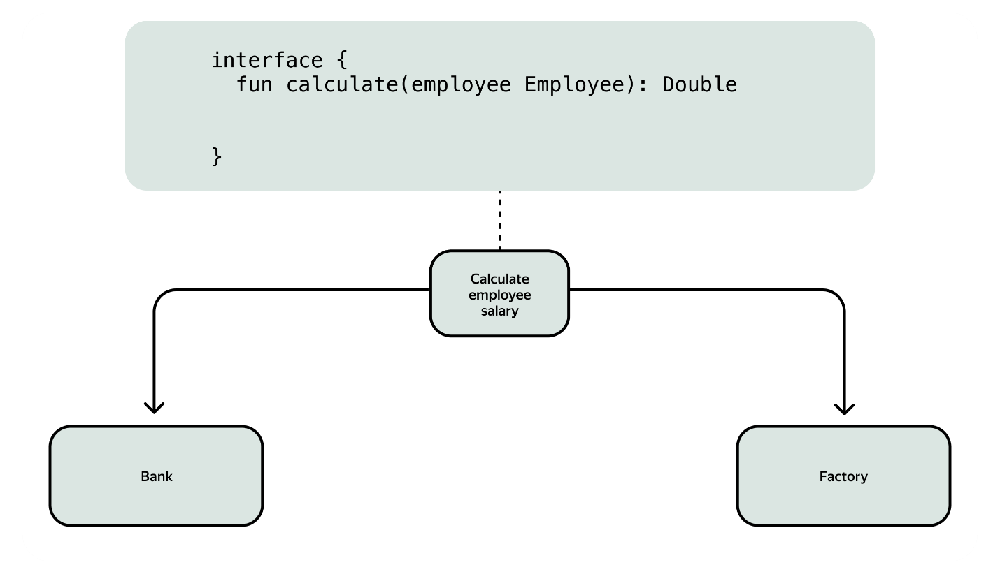 interface {
fun calculate(employee Employee): Double
}
Calculate
employee
salary
Bank
Factory